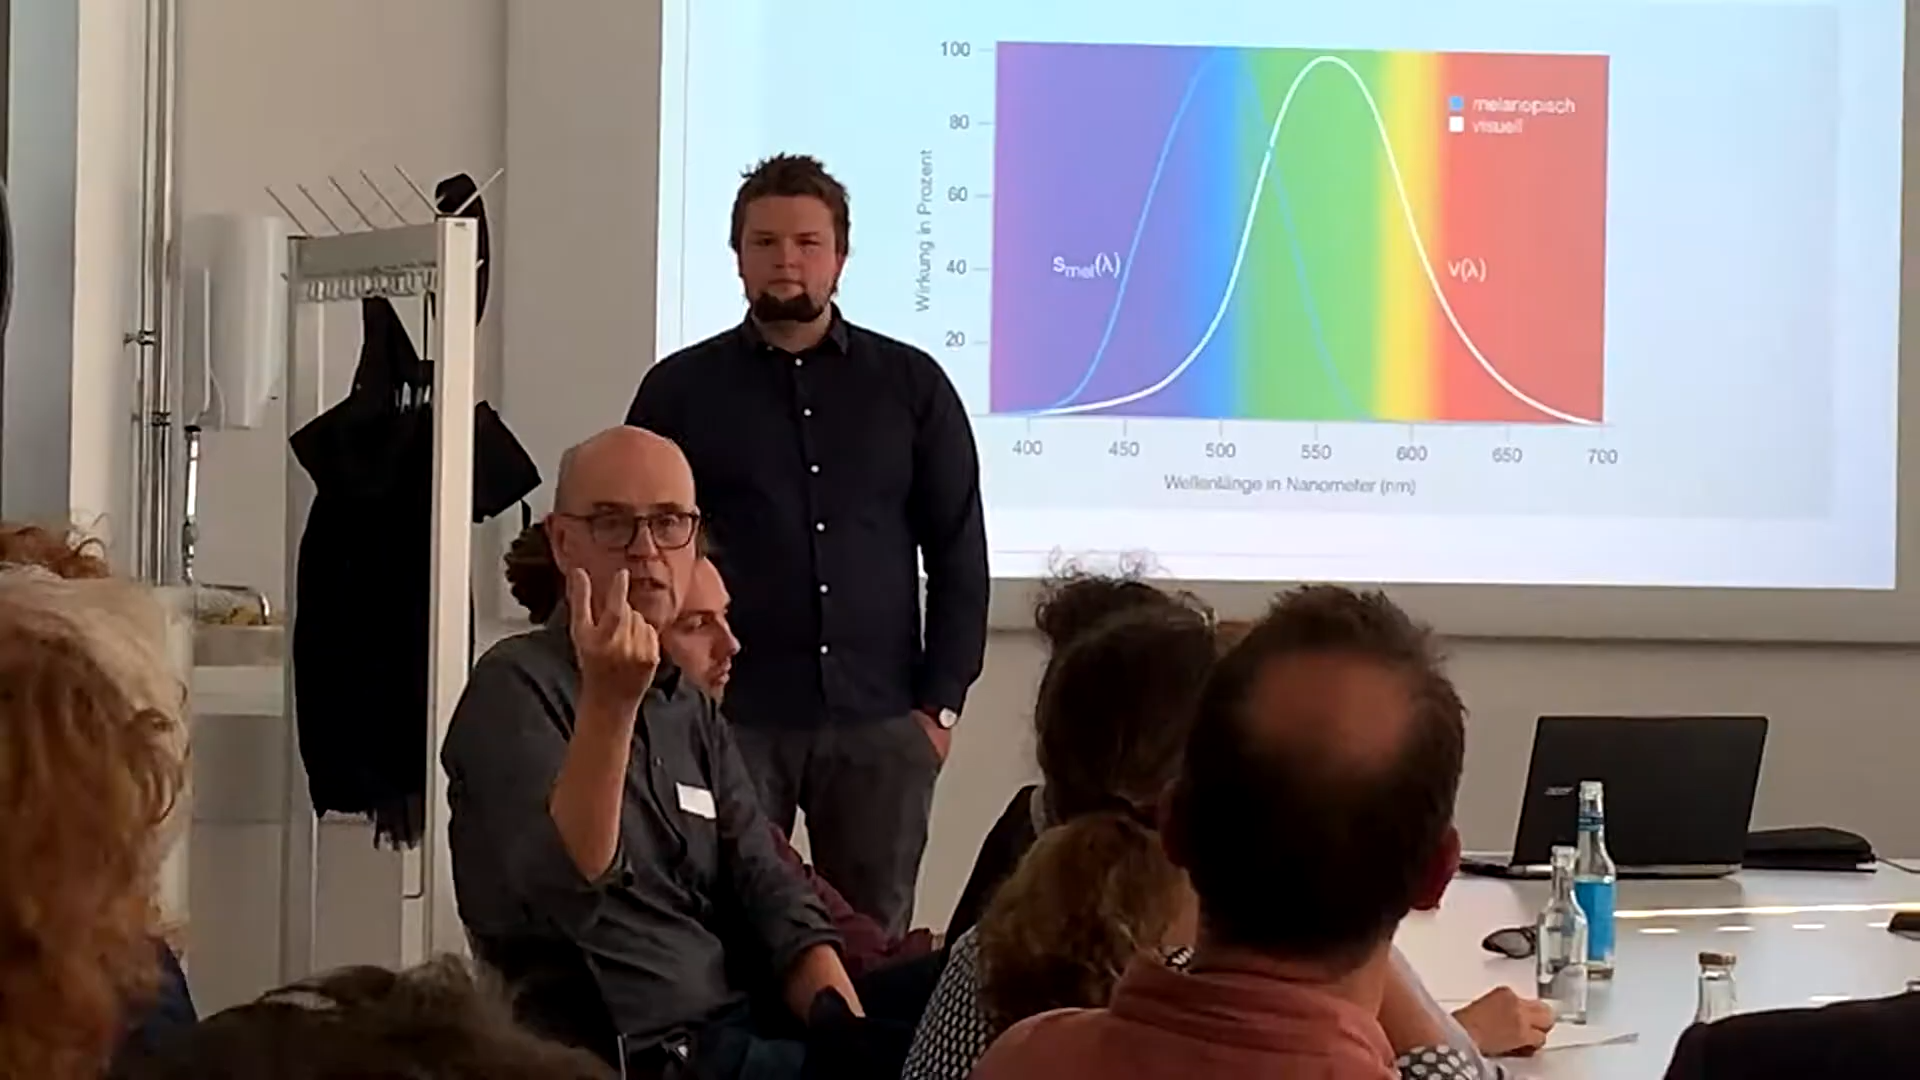 100
80
60
40
20
Wirkung in Prozent
melanopisch
visuell
smel(λ)
v(λ)
400 450 500 550 600 650 700
Wellenlänge in Nanometer (nm)
acer